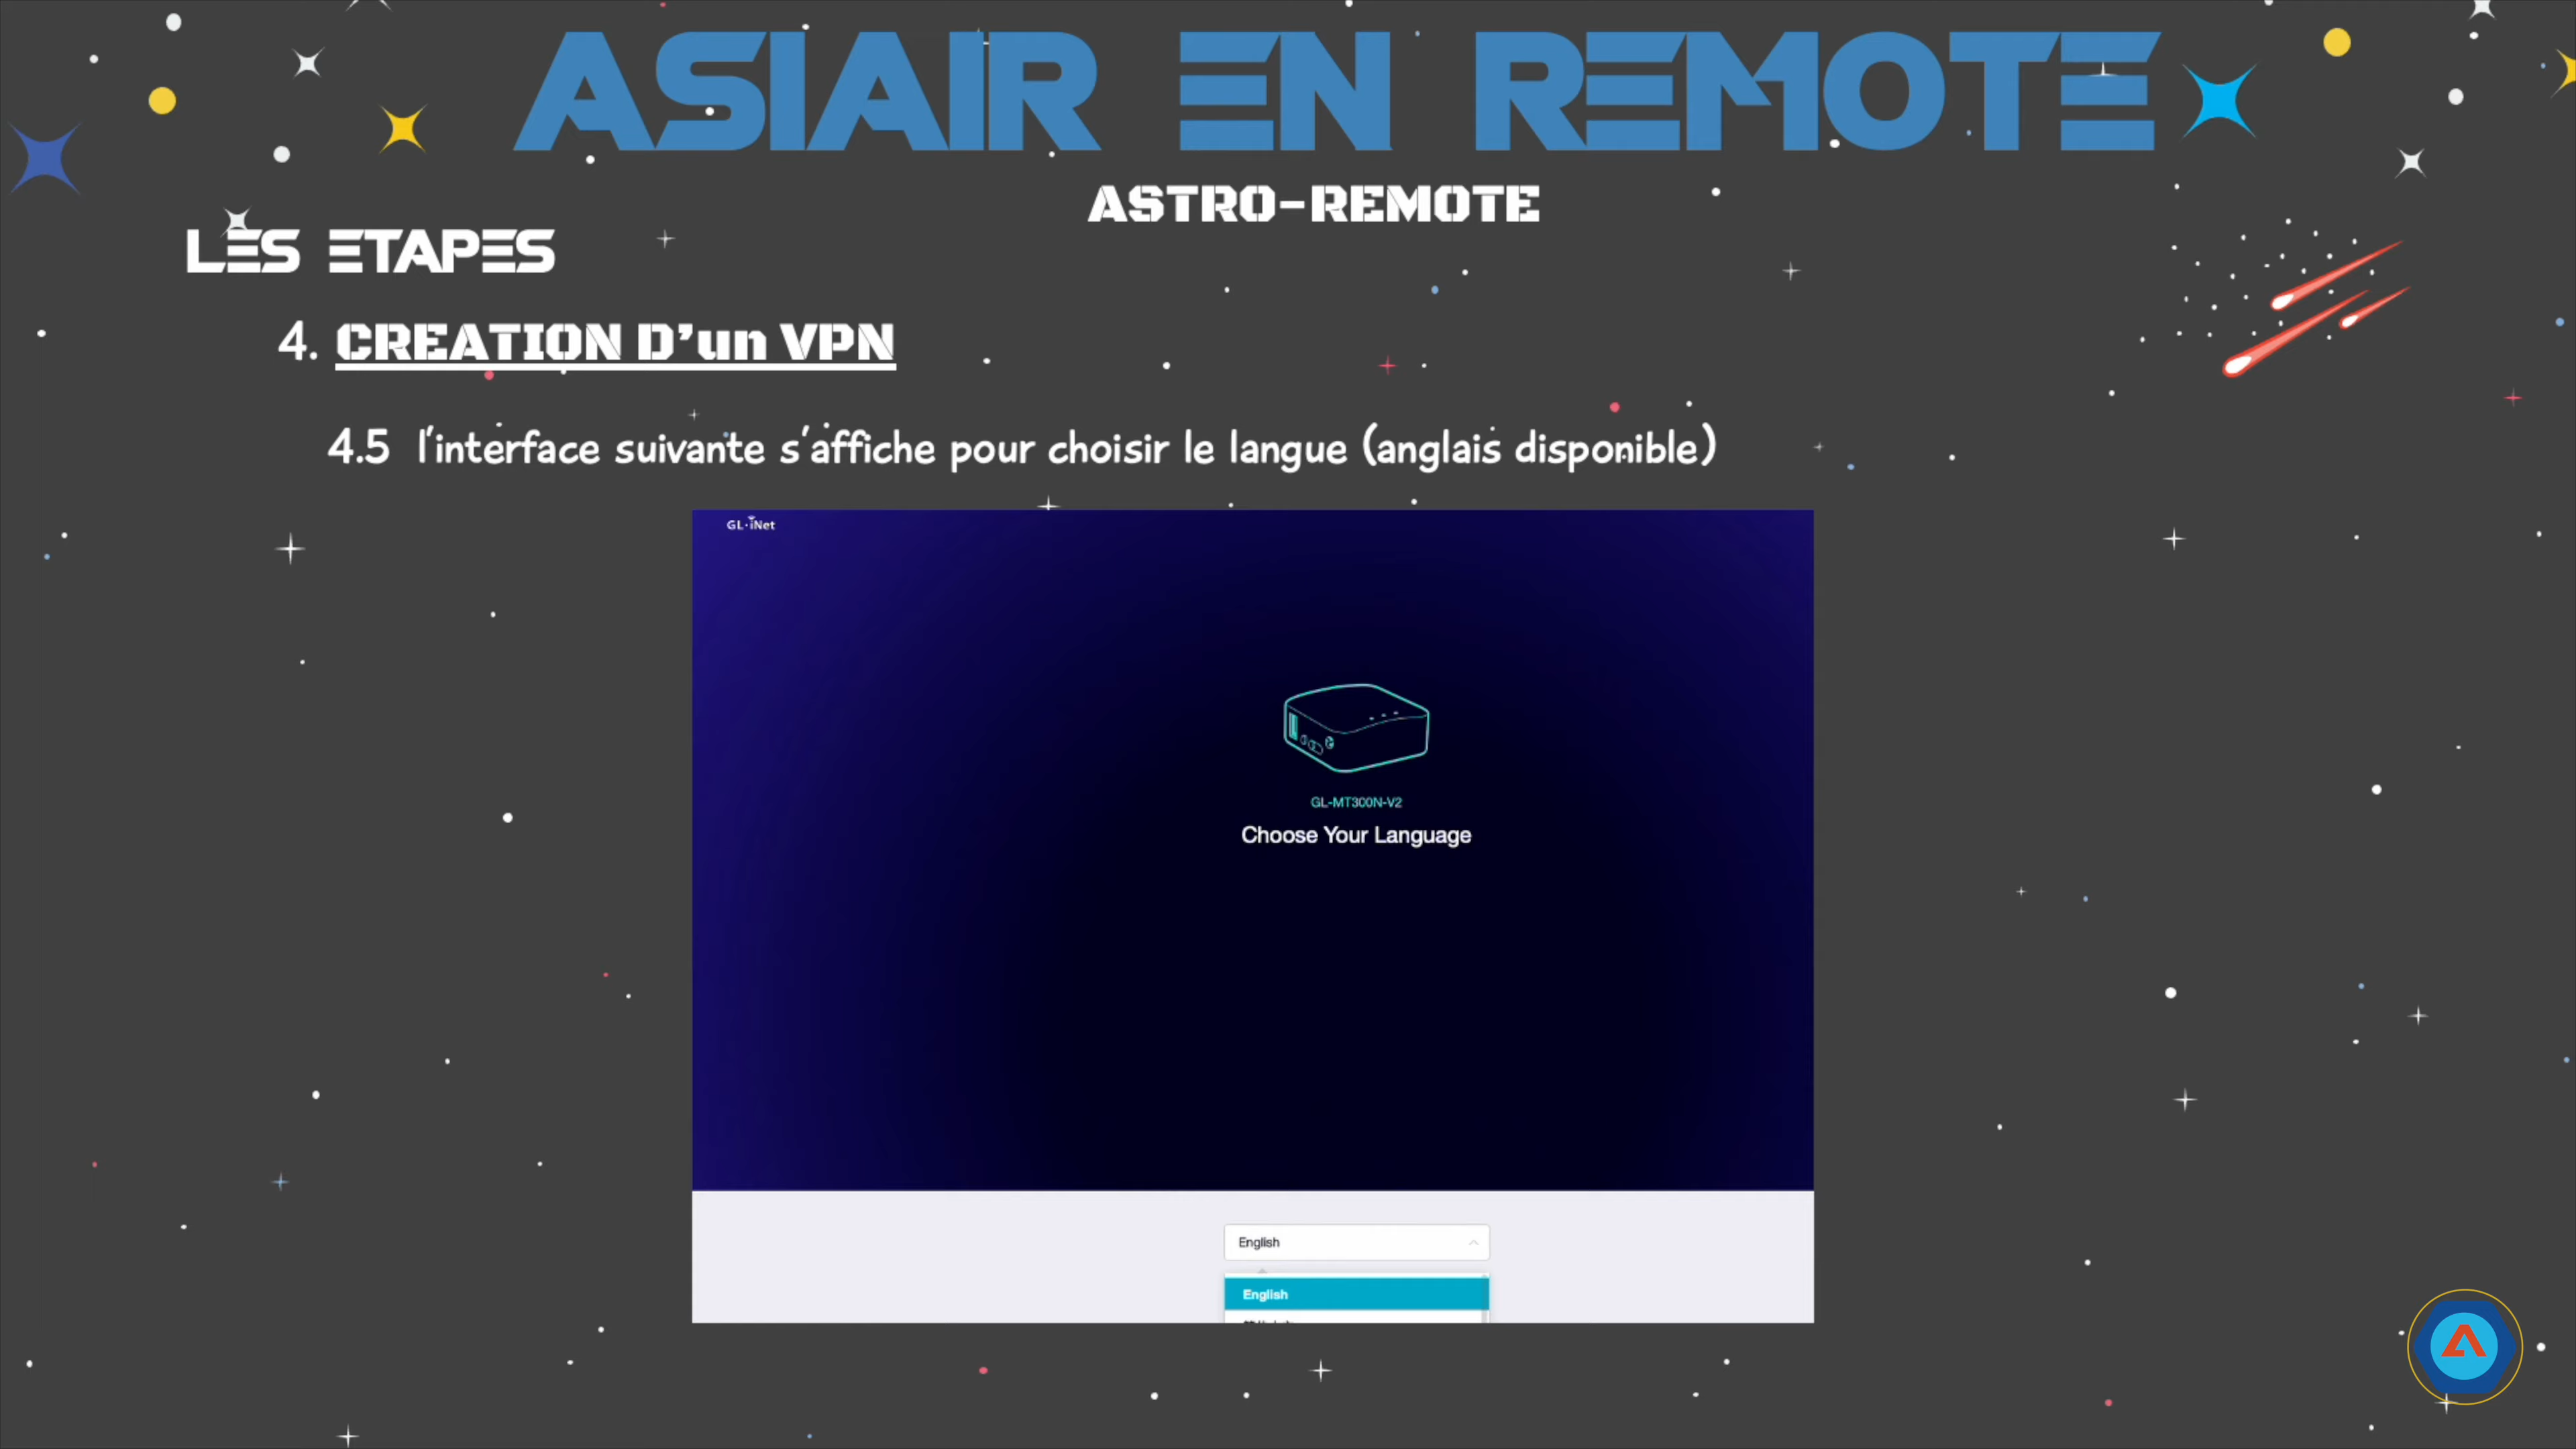 ASIAIR EN REMOTE
ASTRO-REMOTE
LES ETAPES
4. CREATION D'un VPN
4.5 l'interface suivante s'affiche pour choisir le langue (anglais disponible)
GL·iNet
GL-MT300N-V2
Choose Your Language
English
English